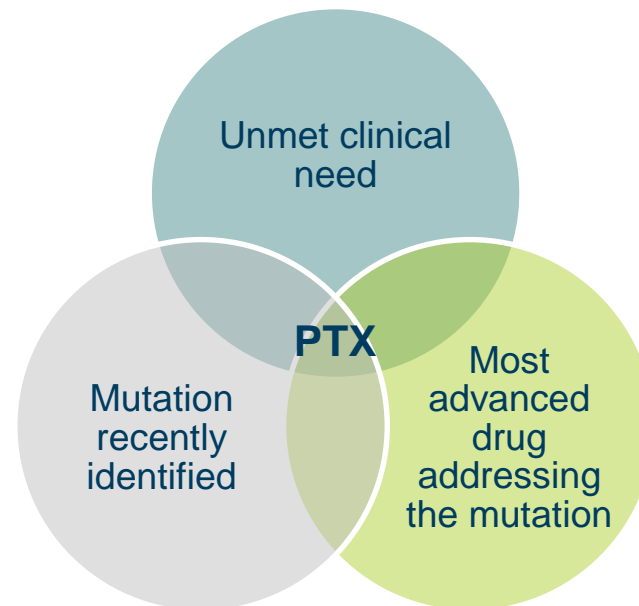 Unmet clinical
need
PTX
Mutation
recently
identified
Most
advanced
drug
addressing
the mutation